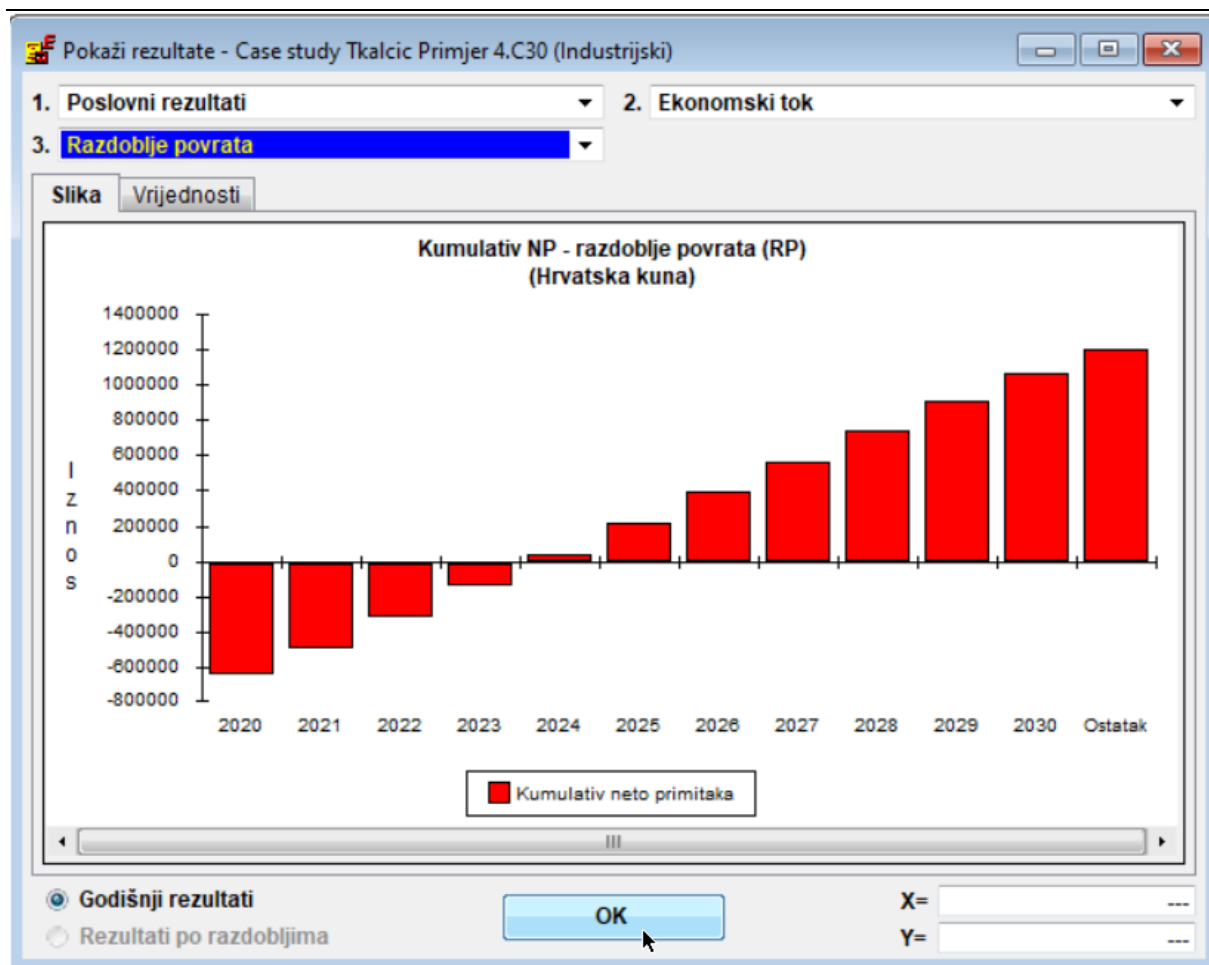 Pokaži rezultate - Case study Tkalcic Primjer 4.C30 (Industrijski)
1. Poslovni rezultati
2. Ekonomski tok
3. Razdoblje povrata
Slika
Vrijednosti
Kumulativ NP - razdoblje povrata (RP)
(Hrvatska kuna)
Iznos
1400000
1200000
1000000
800000
600000
400000
200000
0
-200000
-400000
-600000
-800000
2020 2021 2022 2023 2024 2025 2026 2027 2028 2029 2030 Ostatak
Kumulativ neto primitaka
Godišnji rezultati
Rezultati po razdobljima
OK
X= ---
Y= ---